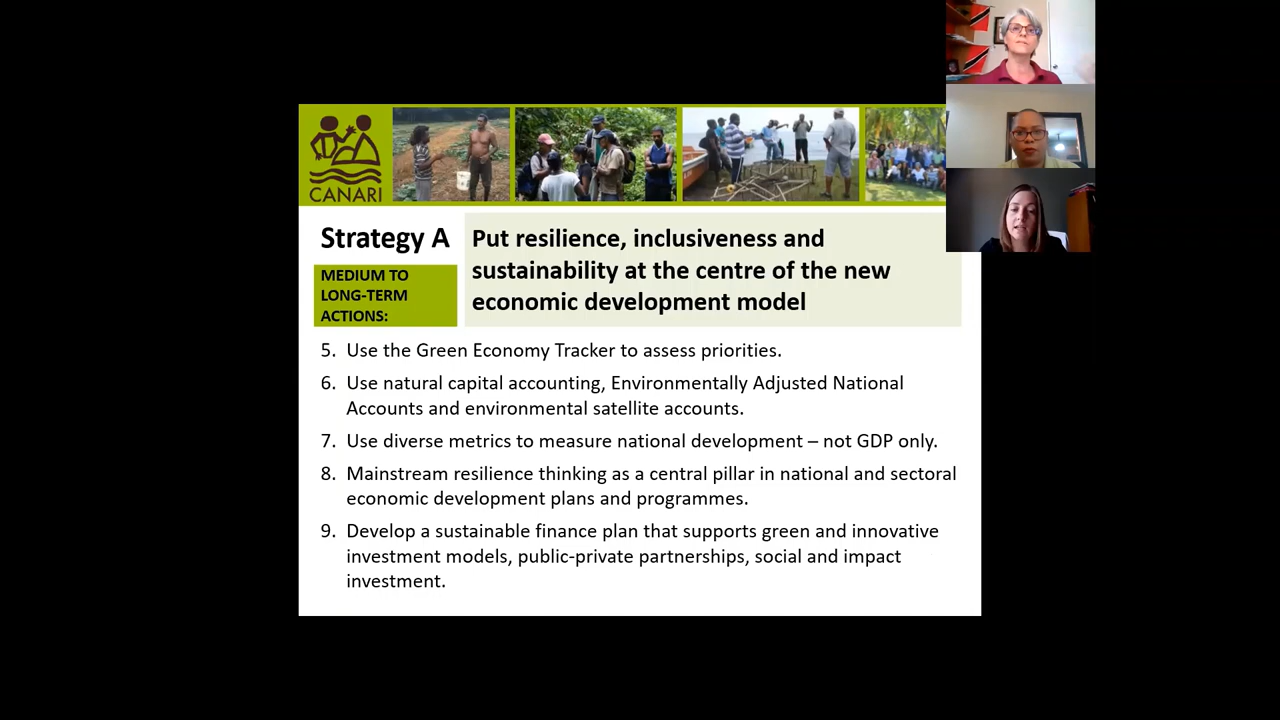 CANARI
Strategy A
MEDIUM TO
LONG-TERM
ACTIONS:
Put resilience, inclusiveness and
sustainability at the centre of the new
economic development model
5. Use the Green Economy Tracker to assess priorities.
6. Use natural capital accounting, Environmentally Adjusted National
Accounts and environmental satellite accounts.
7. Use diverse metrics to measure national development – not GDP only.
8. Mainstream resilience thinking as a central pillar in national and sectoral
economic development plans and programmes.
9. Develop a sustainable finance plan that supports green and innovative
investment models, public-private partnerships, social and impact
investment.